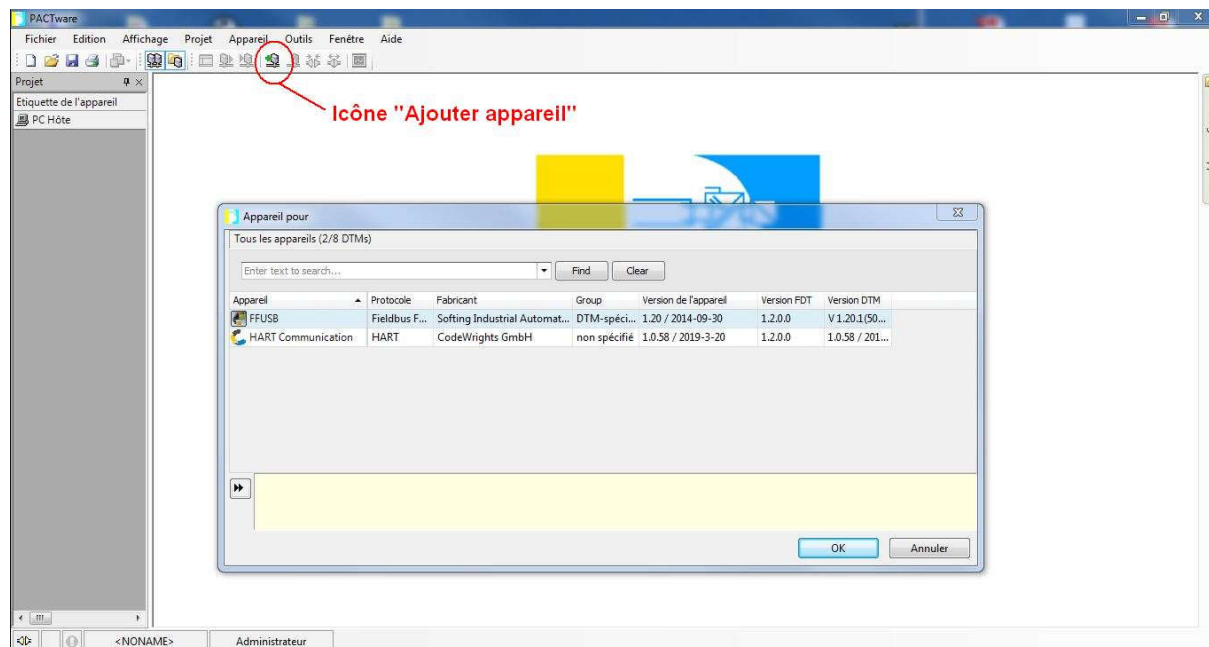 PACTware
Fichier Edition Affichage Projet Appareil Outils Fenêtre Aide
Projet
Etiquette de l'appareil
PC Hôte
Icône "Ajouter appareil"
Appareil pour
Tous les appareils (2/8 DTMs)
Enter text to search...
Find
Clear
Appareil Protocole Fabricant Group Version de l'appareil Version FDT Version DTM
FFUSB Fieldbus F... Softing Industrial Automat... DTM-spéci... 1.20 / 2014-09-30 1.2.0.0 V 1.20.1(50...
HART Communication HART CodeWrights GmbH non spécifié 1.0.58 / 2019-3-20 1.2.0.0 1.0.58 / 201...
OK
Annuler
<NONAME> Administrateur